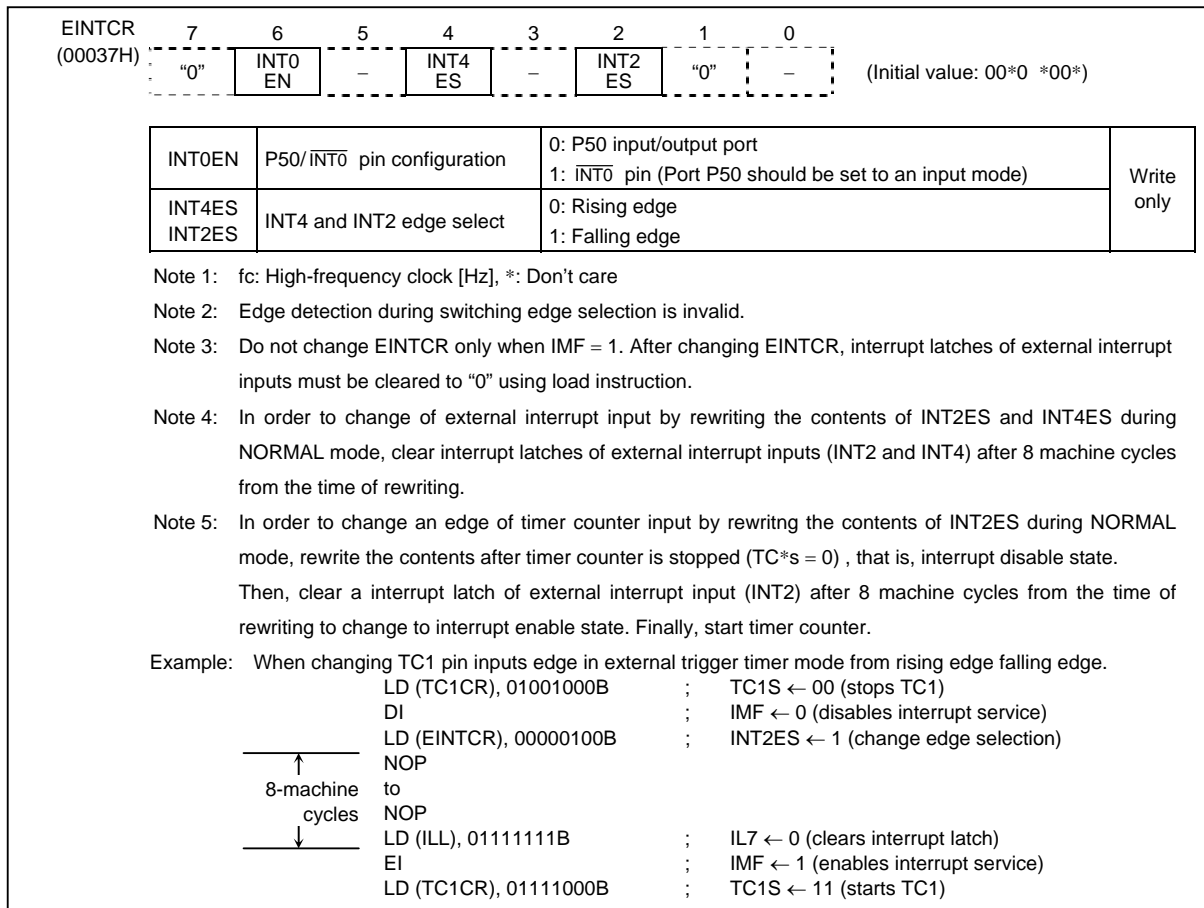 EINTCR 7 6 5 4 3 2 1 0
(00037H) “0” INT0 EN – INT4 ES – INT2 ES “0” – (Initial value: 00*0 *00*)
INT0EN P50/INT0 pin configuration 0: P50 input/output port
1: INT0 pin (Port P50 should be set to an input mode)
Write only
INT4ES INT2ES INT4 and INT2 edge select 0: Rising edge
1: Falling edge
Note 1: fc: High-frequency clock [Hz], *: Don’t care
Note 2: Edge detection during switching edge selection is invalid.
Note 3: Do not change EINTCR only when IMF = 1. After changing EINTCR, interrupt latches of external interrupt
inputs must be cleared to “0” using load instruction.
Note 4: In order to change of external interrupt input by rewriting the contents of INT2ES and INT4ES during
NORMAL mode, clear interrupt latches of external interrupt inputs (INT2 and INT4) after 8 machine cycles
from the time of rewriting.
Note 5: In order to change an edge of timer counter input by rewritng the contents of INT2ES during NORMAL
mode, rewrite the contents after timer counter is stopped (TC*s = 0) , that is, interrupt disable state.
Then, clear a interrupt latch of external interrupt input (INT2) after 8 machine cycles from the time of
rewriting to change to interrupt enable state. Finally, start timer counter.
Example: When changing TC1 pin inputs edge in external trigger timer mode from rising edge falling edge.
LD (TC1CR), 01001000B ; TC1S ← 00 (stops TC1)
DI ; IMF ← 0 (disables interrupt service)
LD (EINTCR), 00000100B ; INT2ES ← 1 (change edge selection)
NOP
8-machine to
cycles NOP
LD (ILL), 01111111B ; IL7 ← 0 (clears interrupt latch)
EI ; IMF ← 1 (enables interrupt service)
LD (TC1CR), 01111000B ; TC1S ← 11 (starts TC1)